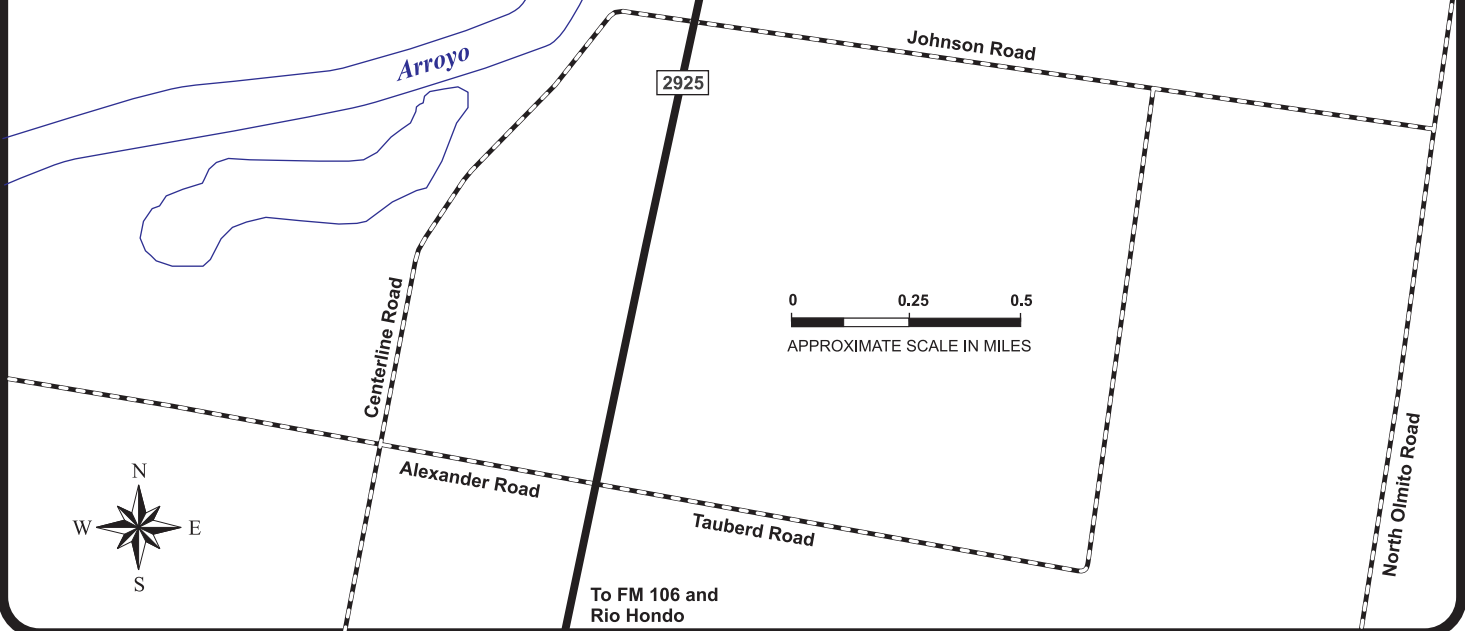 Johnson Road
Arroyo
2925
0 0.25 0.5
APPROXIMATE SCALE IN MILES
Centerline Road
North Olmito Road
Alexander Road
N
W E
S
Tauberd Road
To FM 106 and
Rio Hondo